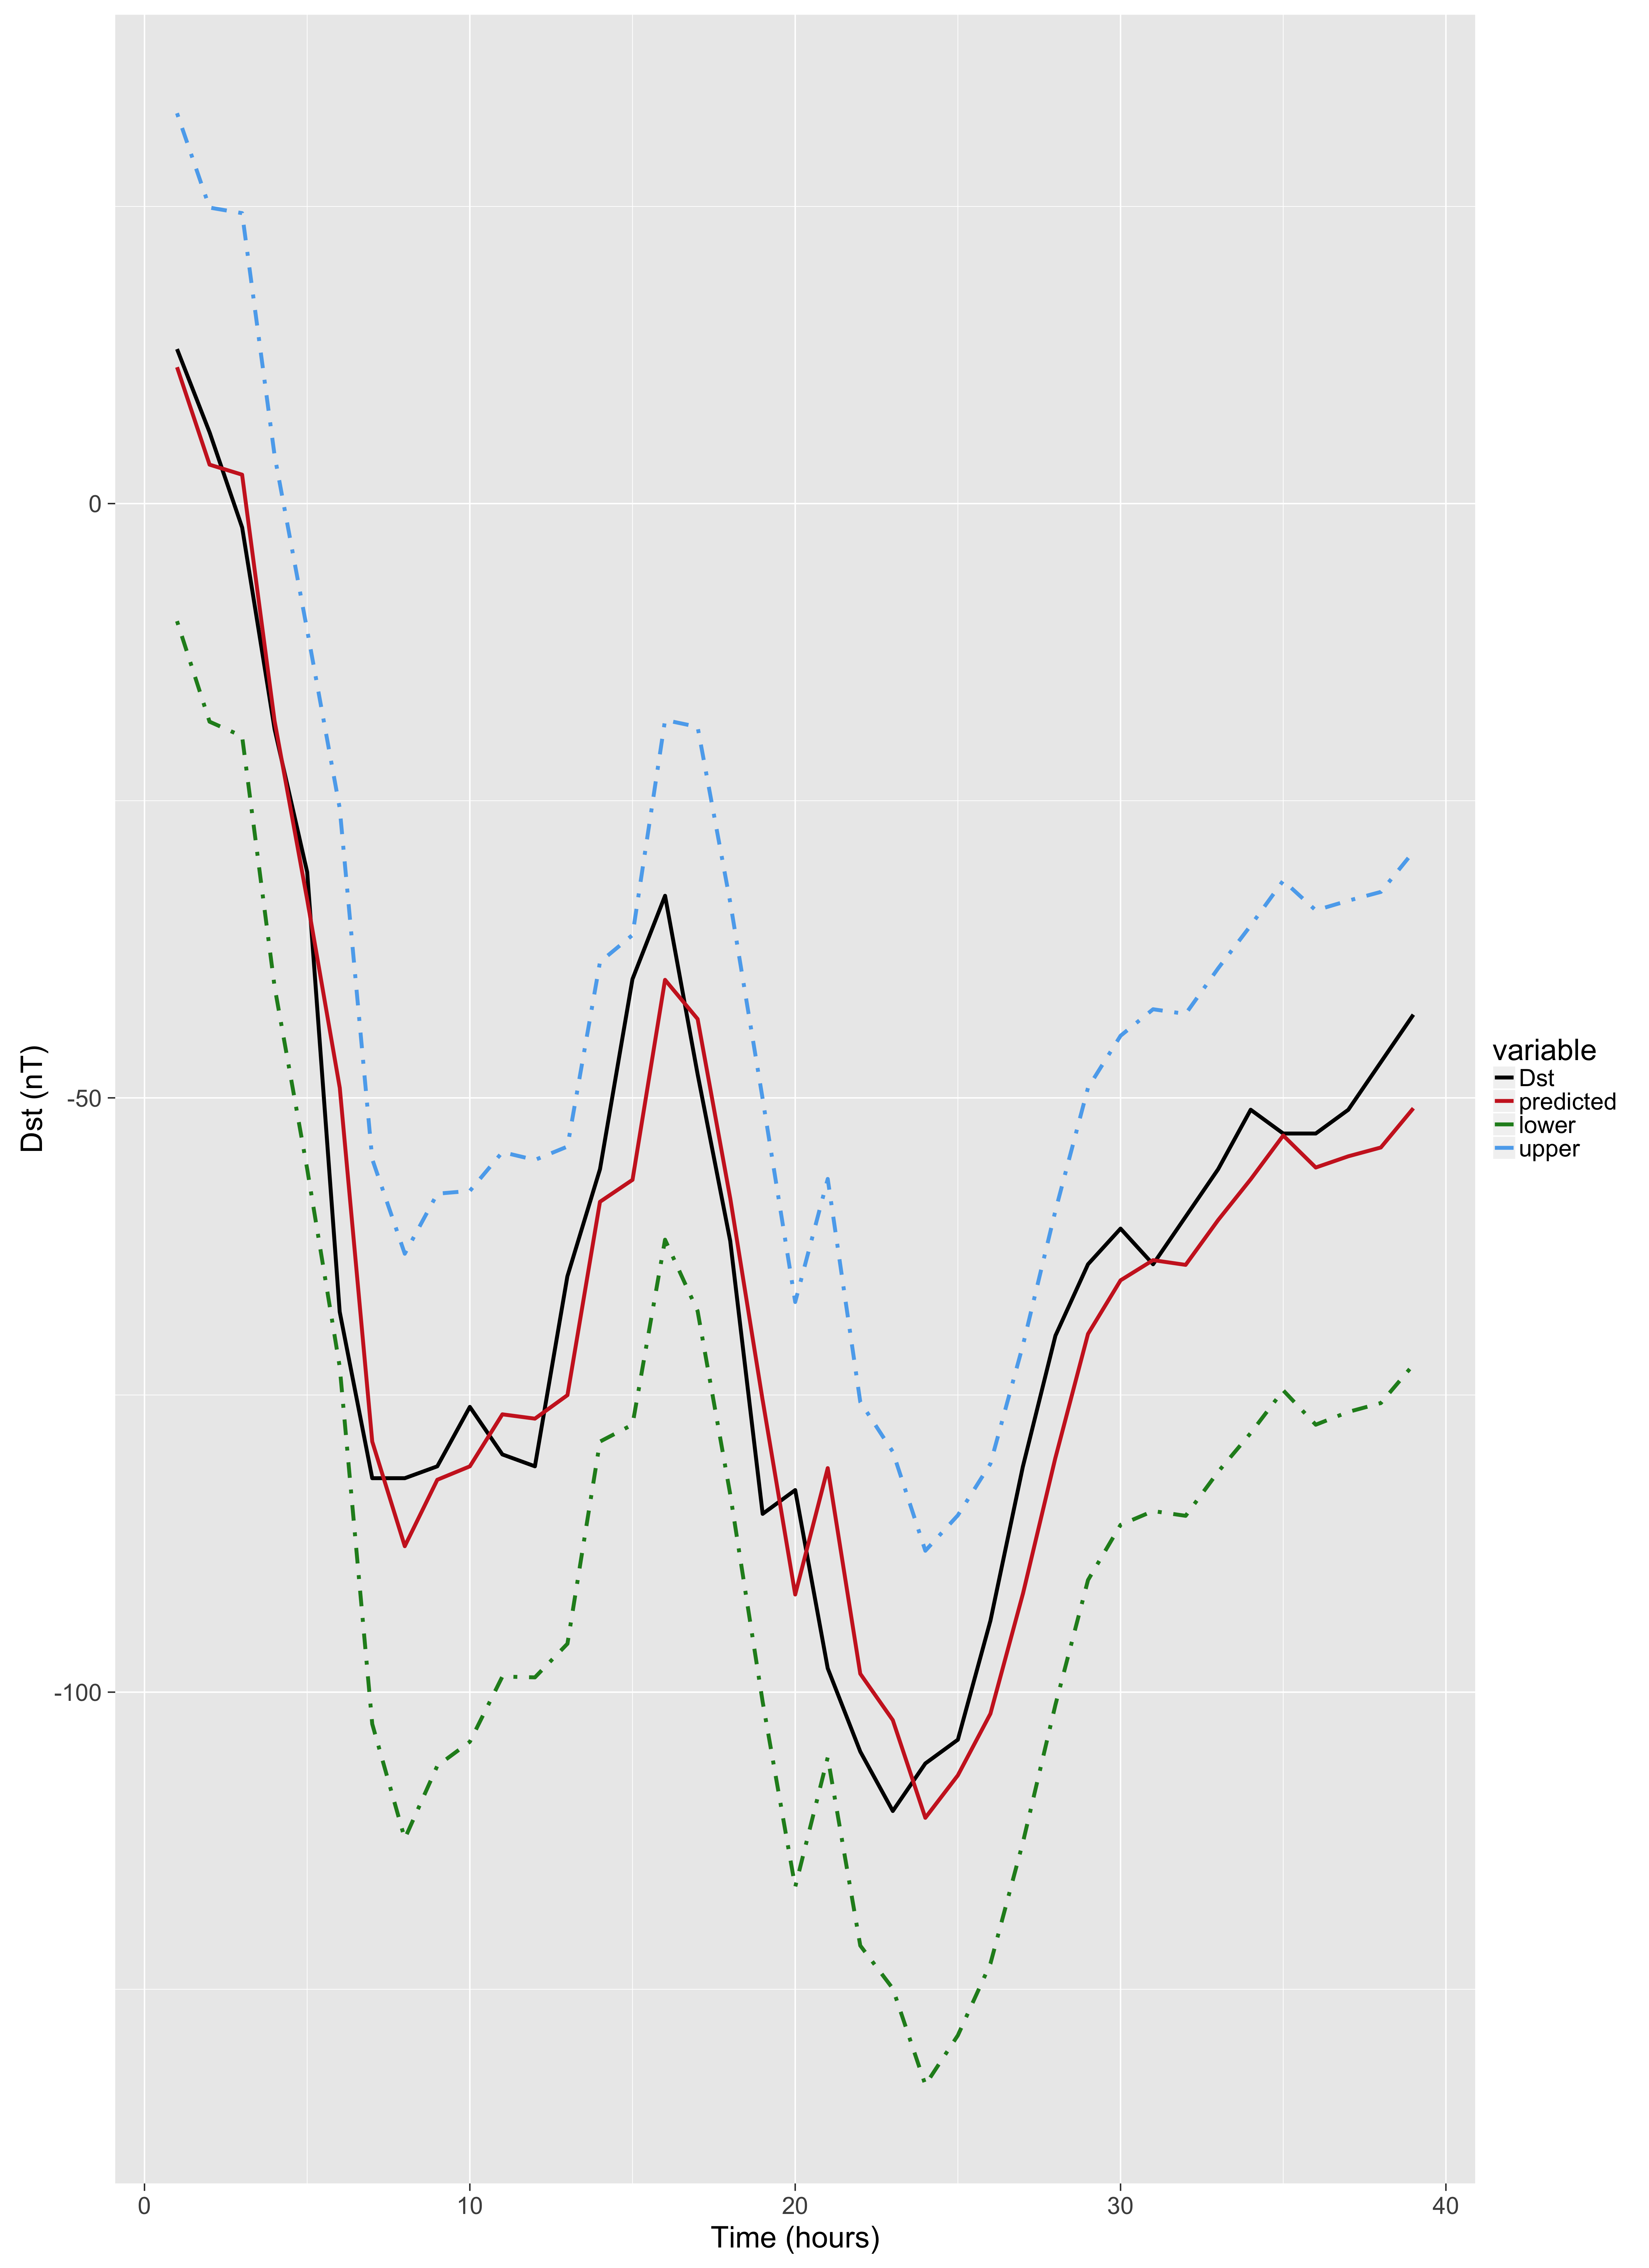 Dst (nT)
0
-50
-100
0 10 20 30 40
Time (hours)
variable
Dst
predicted
lower
upper